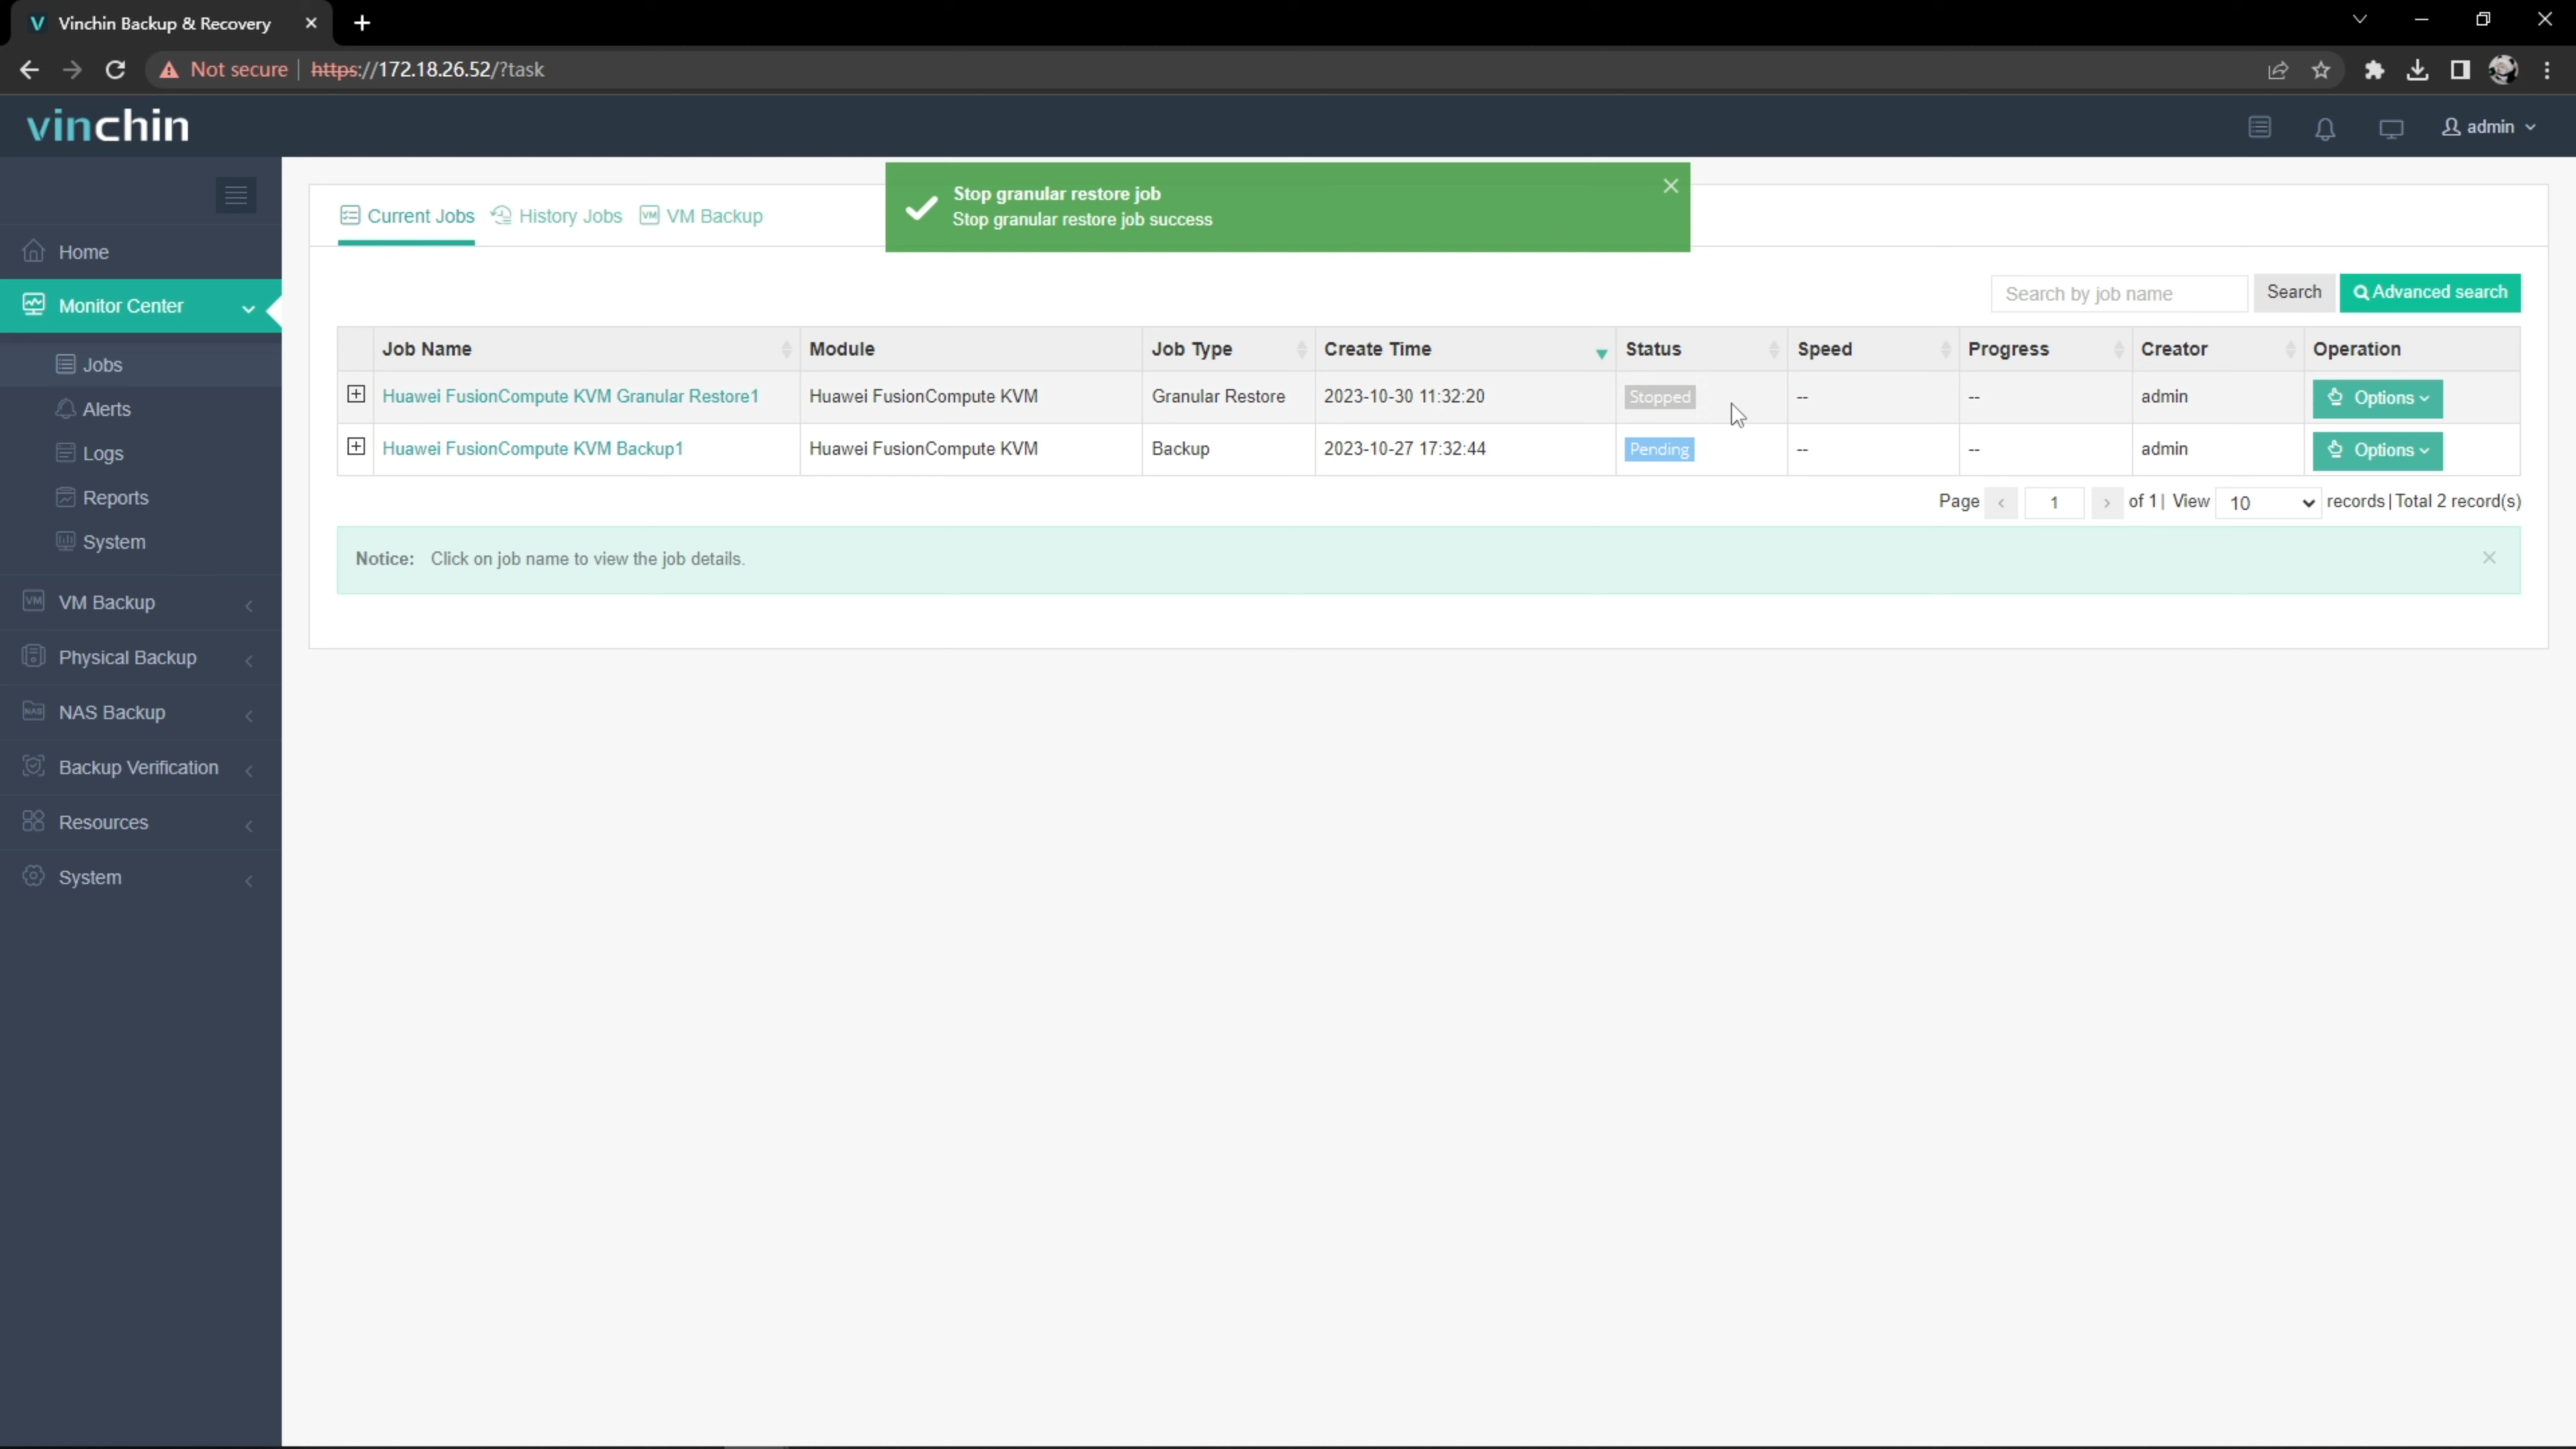 Vinchin Backup & Recovery
Not secure | https://172.18.26.52/?task
vinchin
admin
Stop granular restore job
Stop granular restore job success
Current Jobs History Jobs VM Backup
Home
Monitor Center
Jobs
Alerts
Logs
Reports
System
VM Backup
Physical Backup
NAS Backup
Backup Verification
Resources
System
Search by job name Search Advanced search
Job Name Module Job Type Create Time Status Speed Progress Creator Operation
Huawei FusionCompute KVM Granular Restore1 Huawei FusionCompute KVM Granular Restore 2023-10-30 11:32:20 Stopped -- -- admin Options
Huawei FusionCompute KVM Backup1 Huawei FusionCompute KVM Backup 2023-10-27 17:32:44 Pending -- -- admin Options
Page < 1 > of 1 | View 10 records | Total 2 record(s)
Notice: Click on job name to view the job details.